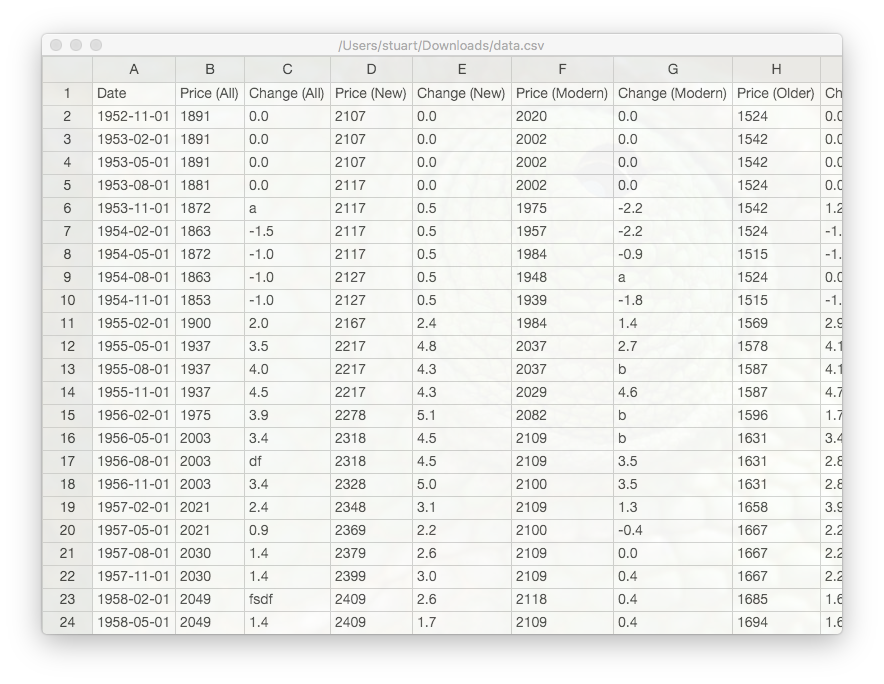 /Users/stuart/Downloads/data.csv
A B C D E F G H
1 Date Price (All) Change (All) Price (New) Change (New) Price (Modern) Change (Modern) Price (Older) Ch
2 1952-11-01 1891 0.0 2107 0.0 2020 0.0 1524 0.0
3 1953-02-01 1891 0.0 2107 0.0 2002 0.0 1542 0.0
4 1953-05-01 1891 0.0 2107 0.0 2002 0.0 1542 0.0
5 1953-08-01 1881 0.0 2117 0.0 2002 0.0 1524 0.0
6 1953-11-01 1872 a 2117 0.5 1975 -2.2 1542 1.2
7 1954-02-01 1863 -1.5 2117 0.5 1957 -2.2 1524 -1.
8 1954-05-01 1872 -1.0 2117 0.5 1984 -0.9 1515 -1.
9 1954-08-01 1863 -1.0 2127 0.5 1948 a 1524 0.0
10 1954-11-01 1853 -1.0 2127 0.5 1939 -1.8 1515 -1.
11 1955-02-01 1900 2.0 2167 2.4 1984 1.4 1569 2.9
12 1955-05-01 1937 3.5 2217 4.8 2037 2.7 1578 4.1
13 1955-08-01 1937 4.0 2217 4.3 2037 b 1587 4.1
14 1955-11-01 1937 4.5 2217 4.3 2029 4.6 1587 4.7
15 1956-02-01 1975 3.9 2278 5.1 2082 b 1596 1.7
16 1956-05-01 2003 3.4 2318 4.5 2109 b 1631 3.4
17 1956-08-01 2003 df 2318 4.5 2109 3.5 1631 2.8
18 1956-11-01 2003 3.4 2328 5.0 2100 3.5 1631 2.8
19 1957-02-01 2021 2.4 2348 3.1 2109 1.3 1658 3.9
20 1957-05-01 2021 0.9 2369 2.2 2100 -0.4 1667 2.2
21 1957-08-01 2030 1.4 2379 2.6 2109 0.0 1667 2.2
22 1957-11-01 2030 1.4 2399 3.0 2109 0.4 1667 2.2
23 1958-02-01 2049 fsdf 2409 2.6 2118 0.4 1685 1.6
24 1958-05-01 2049 1.4 2409 1.7 2109 0.4 1694 1.6